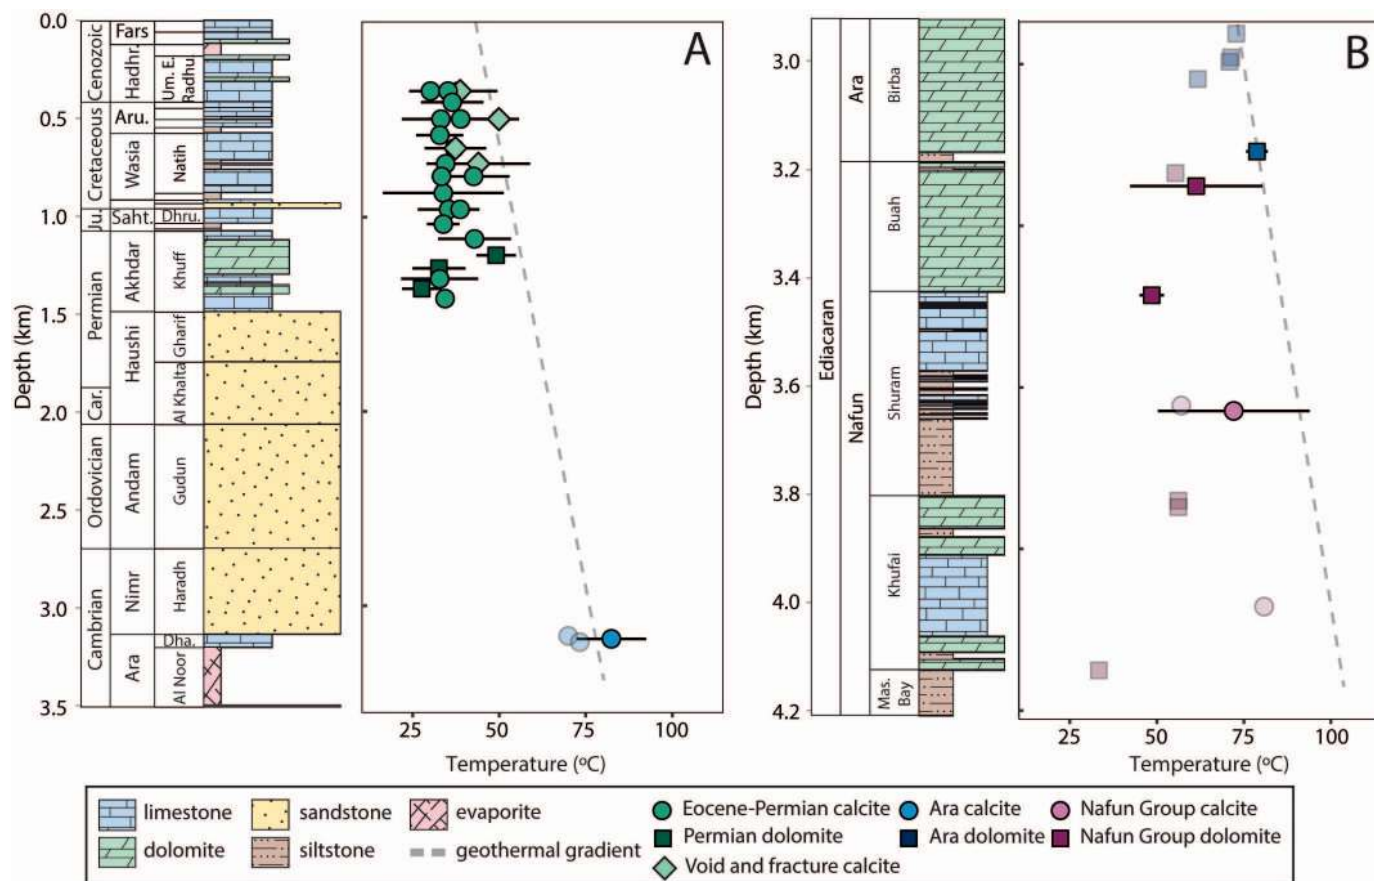 0.0
0.5
1.0
1.5
2.0
2.5
3.0
3.5
Depth (km)
Cenozoic
Cretaceous
Ju.
Permian
Car.
Ordovician
Cambrian
Fars
Hadhr.
Aru.
Wasia
Saht.
Akhdar
Haushi
Andam
Nimr
Ara
Um. E.
Radhu.
Natih
Dhru.
Khuff
Gharif
Al Khalta
Gudun
Haradh
Dha.
Al Noor
A
25
50
75
100
Temperature (ºC)
3.0
3.2
3.4
3.6
3.8
4.0
4.2
Depth (km)
Ediacaran
Ara
Nafun
Birba
Buah
Shuram
Khufai
Mas.
Bay
B
25
50
75
100
Temperature (ºC)
limestone
sandstone
evaporite
dolomite
siltstone
geothermal gradient
Eocene-Permian calcite
Ara calcite
Nafun Group calcite
Permian dolomite
Ara dolomite
Nafun Group dolomite
Void and fracture calcite